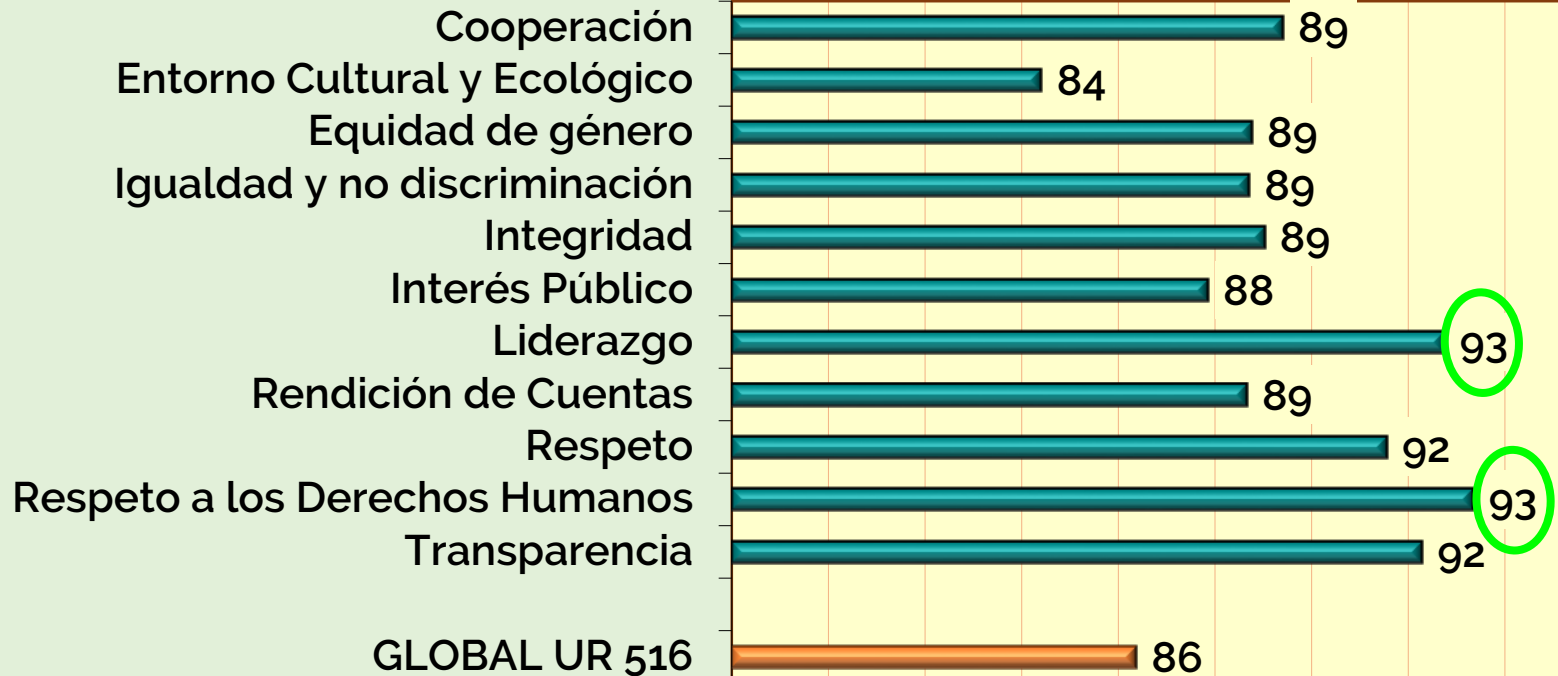 Cooperación 89
Entorno Cultural y Ecológico 84
Equidad de género 89
Igualdad y no discriminación 89
Integridad 89
Interés Público 88
Liderazgo 93
Rendición de Cuentas 89
Respeto 92
Respeto a los Derechos Humanos 93
Transparencia 92
GLOBAL UR 516 86